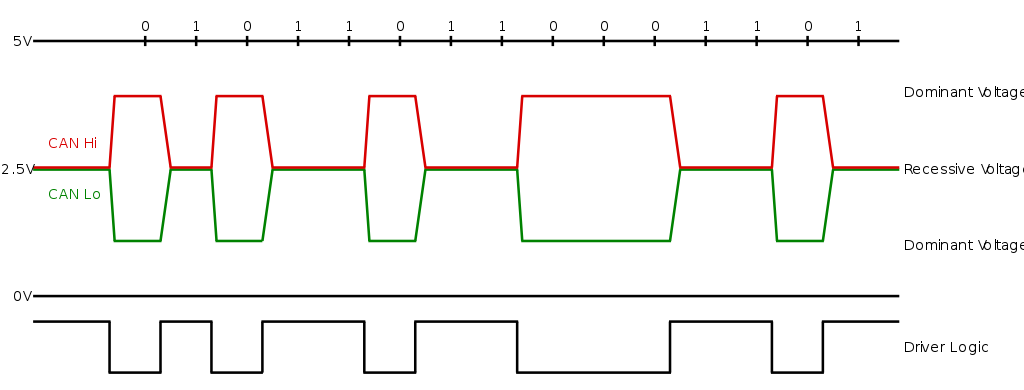 0 1 0 1 1 0 1 1 0 0 0 1 1 0 1
5V
Dominant Voltage
CAN Hi
2.5V
Recessive Voltage
CAN Lo
Dominant Voltage
0V
Driver Logic